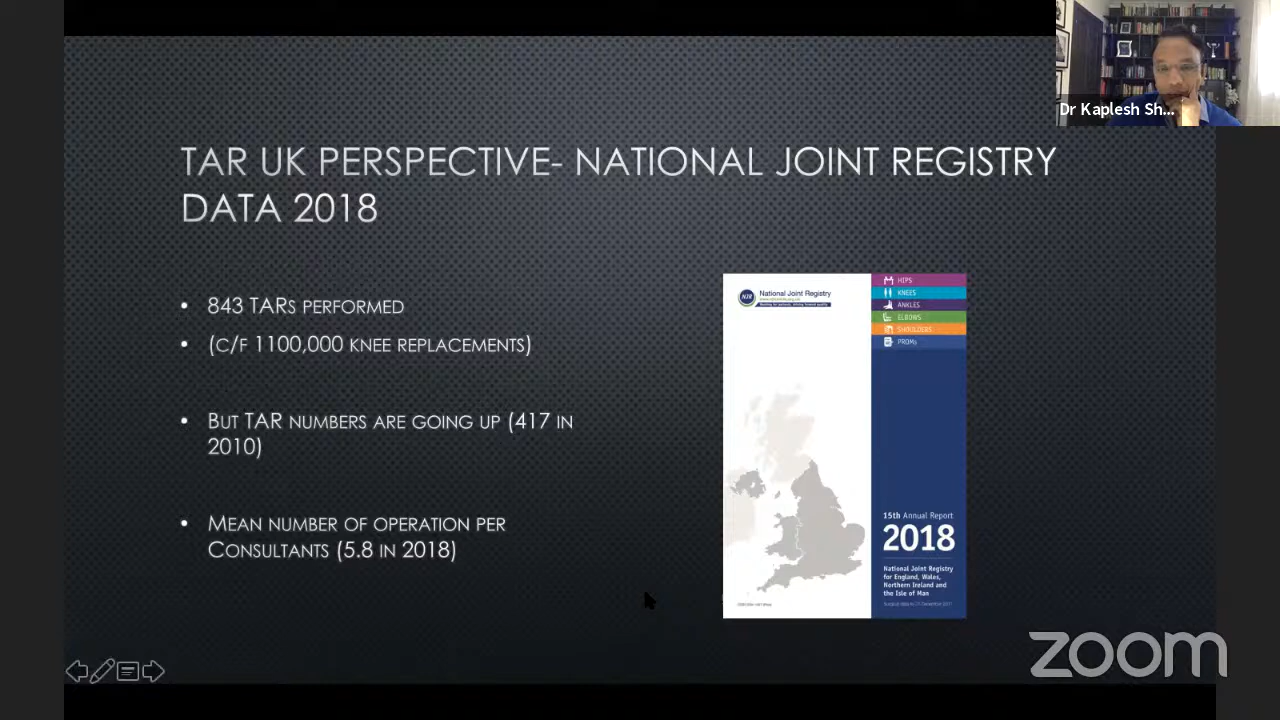 Dr Kaplesh Sh...
TAR UK PERSPECTIVE- NATIONAL JOINT REGISTRY
DATA 2018
• 843 TARS PERFORMED
• (C/F 1100,000 KNEE REPLACEMENTS)
• BUT TAR NUMBERS ARE GOING UP (417 IN
2010)
• MEAN NUMBER OF OPERATION PER
CONSULTANTS (5.8 IN 2018)
NJR
National Joint Registry
HIPS
KNEES
ANKLES
ELBOWS
SHOULDERS
PROMs
15th Annual Report
2018
National Joint Registry
for England, Wales,
Northern Ireland and
the Isle of Man
zoom